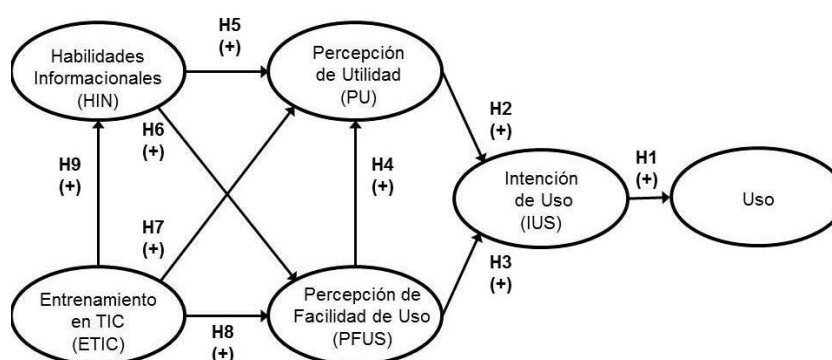 H5
(+)
Habilidades
Informacionales
(HIN)
Percepción
de Utilidad
(PU)
H6
(+)
H2
(+)
H9
(+)
H4
(+)
H1
(+)
Intención
de Uso
(IUS)
Uso
H7
(+)
H3
(+)
Entrenamiento
en TIC
(ETIC)
Percepción de
Facilidad de Uso
(PFUS)
H8
(+)